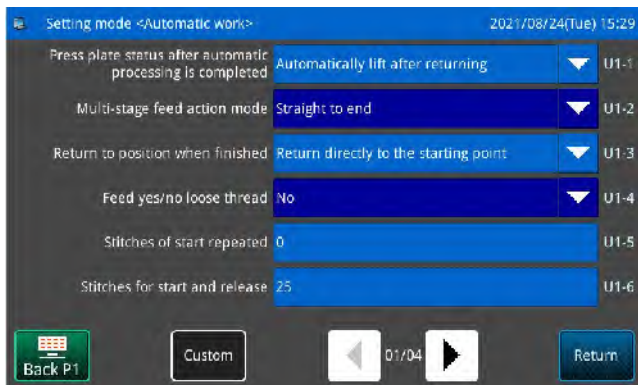 Setting mode <Automatic work> 2021/08/24(Tue) 15:29
Press plate status after automatic
processing is completed Automatically lift after returning U1-1
Multi-stage feed action mode Straight to end U1-2
Return to position when finished Return directly to the starting point U1-3
Feed yes/no loose thread No U1-4
Stitches of start repeated 0 U1-5
Stitches for start and release 25 U1-6
Back P1 Custom 01/04 Return